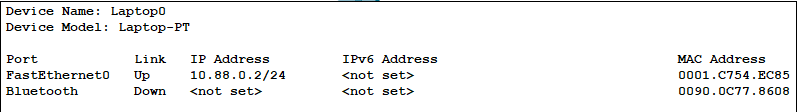 Device Name: Laptop0
Device Model: Laptop-PT
Port Link IP Address IPv6 Address MAC Address
FastEthernet0 Up 10.88.0.2/24 <not set> 0001.C754.EC85
Bluetooth Down <not set> <not set> 0090.0C77.8608